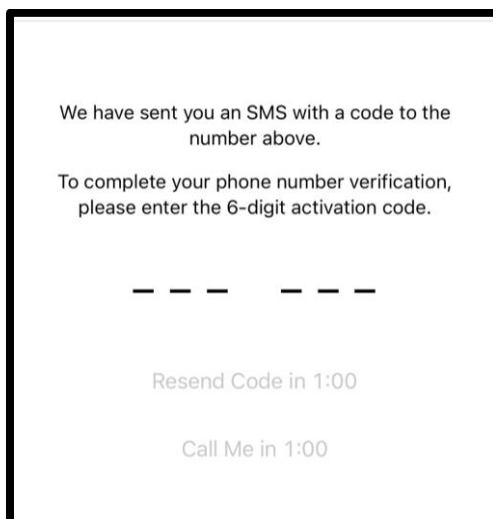 We have sent you an SMS with a code to the
number above.
To complete your phone number verification,
please enter the 6-digit activation code.
Resend Code in 1:00
Call Me in 1:00